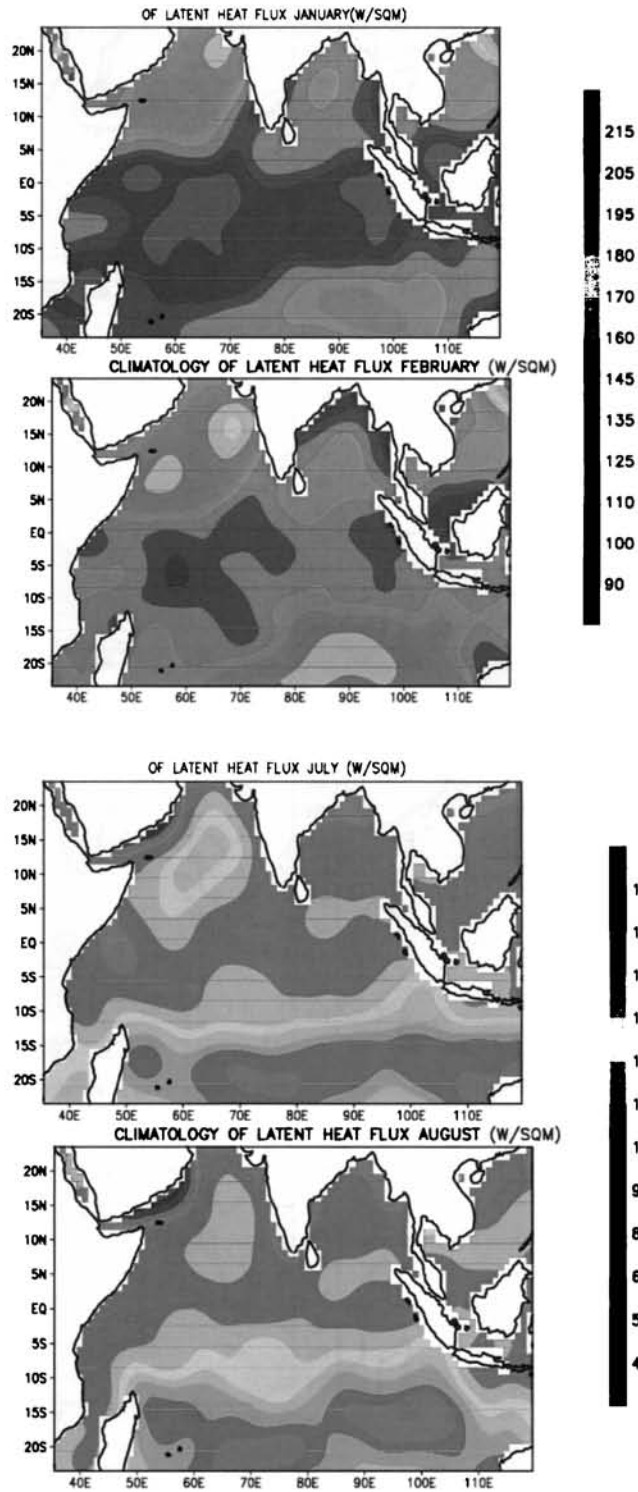 OF LATENT HEAT FLUX JANUARY(W/SQM)
20N
15N
10N
5N
EQ
5S
10S
15S
20S
40E 50E 60E 70E 80E 90E 100E 110E
215
205
195
180
170
160
145
135
125
110
100
90
CLIMATOLOGY OF LATENT HEAT FLUX FEBRUARY (W/SQM)
20N
15N
10N
5N
EQ
5S
10S
15S
20S
40E 50E 60E 70E 80E 90E 100E 110E
OF LATENT HEAT FLUX JULY (W/SQM)
20N
15N
10N
5N
EQ
5S
10S
15S
20S
40E 50E 60E 70E 80E 90E 100E 110E
CLIMATOLOGY OF LATENT HEAT FLUX AUGUST (W/SQM)
20N
15N
10N
5N
EQ
5S
10S
15S
20S
40E 50E 60E 70E 80E 90E 100E 110E